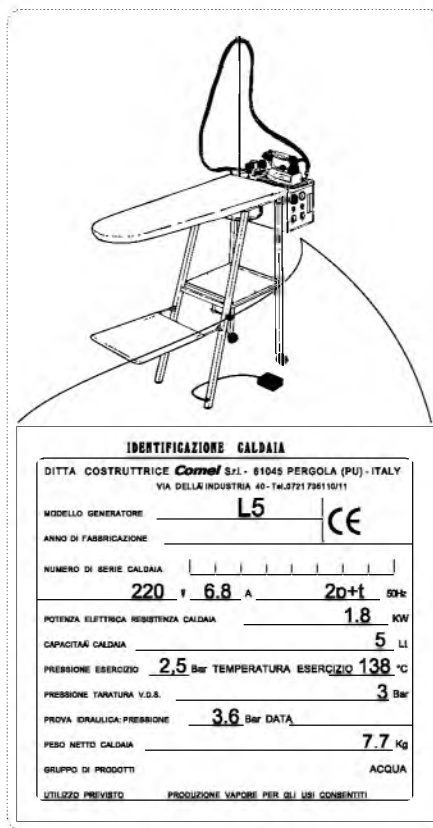 IDENTIFICAZIONE CALDAIA
DITTA COSTRUTTRICE Comel S.r.l. - 61045 PERGOLA (PU) - ITALY
VIA DELLÆ INDUSTRIA 40 - Tel.0721 736110/11
MODELLO GENERATORE L5 CE
ANNO DI FABBRICAZIONE
NUMERO DI SERIE CALDAIA
220 V 6.8 A 2p+t 50Hz
POTENZA ELETTRICA RESISTENZA CALDAIA 1.8 KW
CAPACITAÃ CALDAIA 5 Lt.
PRESSIONE ESERCIZIO 2,5 Bar TEMPERATURA ESERCIZIO 138 °C
PRESSIONE TARATURA V.D.S. 3 Bar
PROVA IDRAULICA: PRESSIONE 3.6 Bar DATA
PESO NETTO CALDAIA 7.7 Kg
GRUPPO DI PRODOTTI ACQUA
UTILIZZO PREVISTO PRODUZIONE VAPORE PER GLI USI CONSENTITI